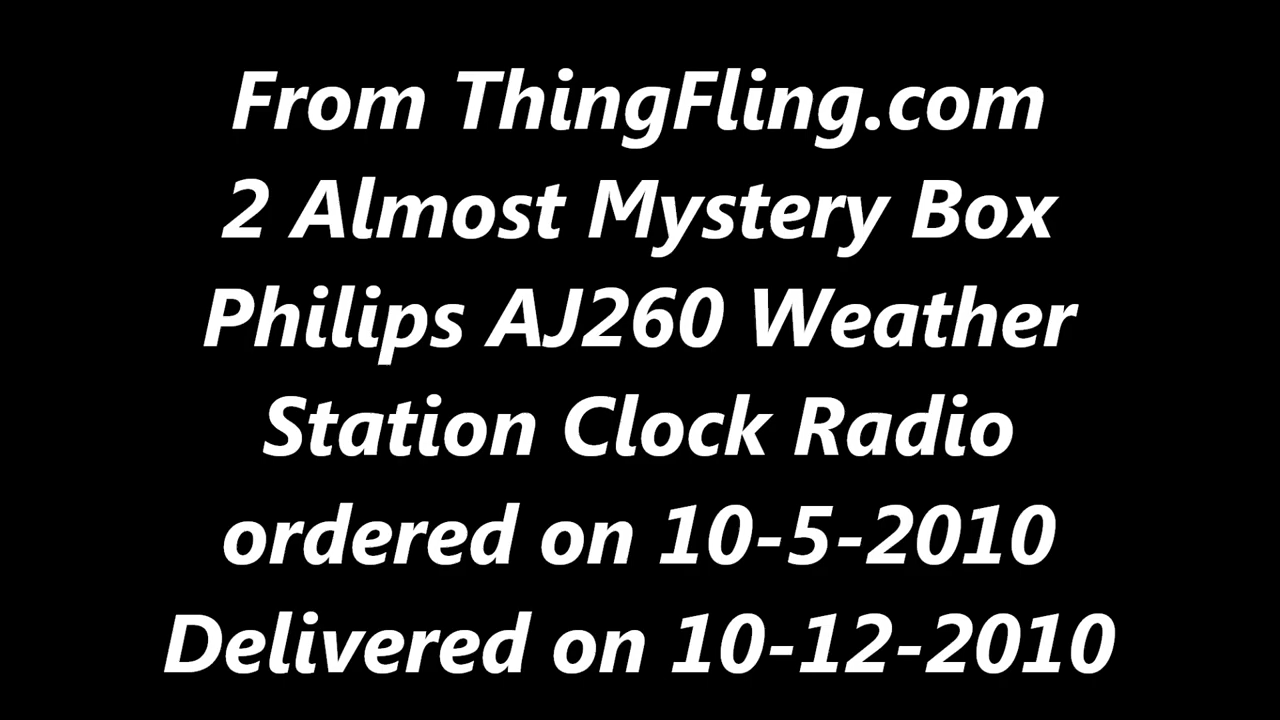 From ThingFling.com
2 Almost Mystery Box
Philips AJ260 Weather
Station Clock Radio
ordered on 10-5-2010
Delivered on 10-12-2010